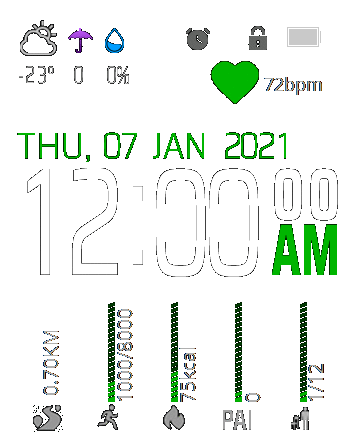 -23° 0 0%
72bpm
THU, 07 JAN 2021
12:00 00
AM
0.70KM
1000/8000
75kcal
0
1/12
PAI